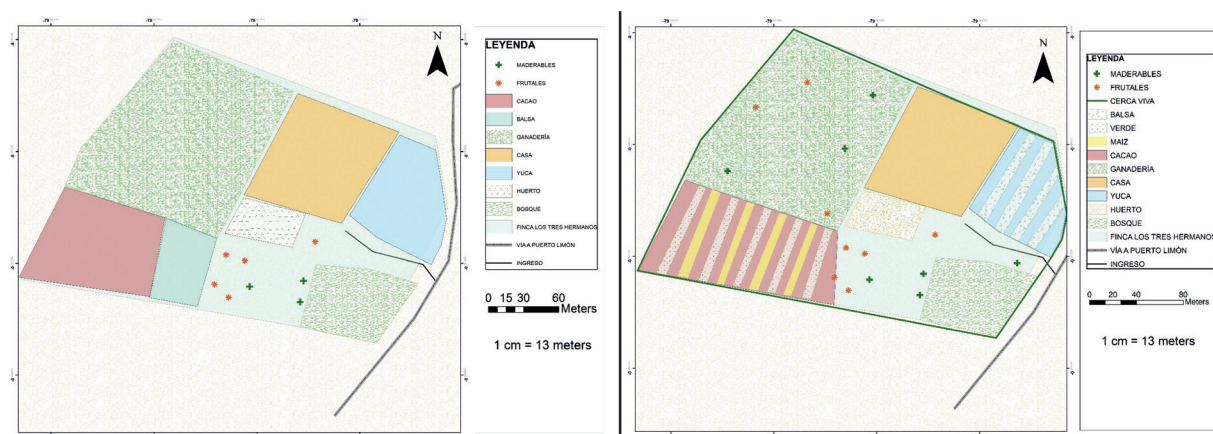 N
LEYENDA
MADERABLES
FRUTALES
CACAO
BALSA
GANADERÍA
CASA
YUCA
HUERTO
BOSQUE
FINCA LOS TRES HERMANOS
VÍA A PUERTO LIMÓN
INGRESO
0 15 30 60
Meters
1 cm = 13 meters
N
LEYENDA
MADERABLES
FRUTALES
CERCA VIVA
BALSA
VERDE
MAIZ
CACAO
GANADERÍA
CASA
YUCA
HUERTO
BOSQUE
FINCA LOS TRES HERMANOS
VÍA A PUERTO LIMÓN
INGRESO
0 20 40 80
Meters
1 cm = 13 meters